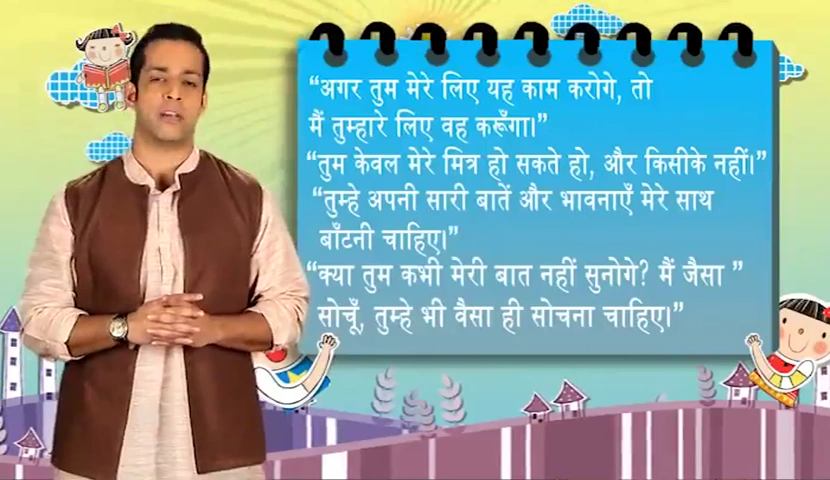 “अगर तुम मेरे लिए यह काम करोगे, तो
मैं तुम्हारे लिए वह करूँगा।”
“तुम केवल मेरे मित्र हो सकते हो, और किसीके नहीं।”
“तुम्हे अपनी सारी बातें और भावनाएँ मेरे साथ
बाँटनी चाहिए।”
“क्या तुम कभी मेरी बात नहीं सुनोगे? मैं जैसा ”
सोचूँ, तुम्हे भी वैसा ही सोचना चाहिए।”